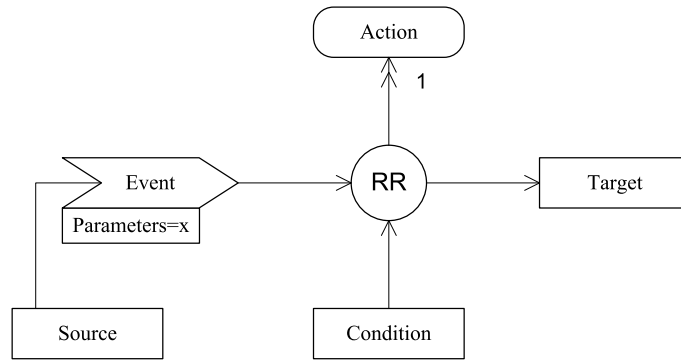 Action
1
Event
RR
Target
Parameters=x
Source
Condition